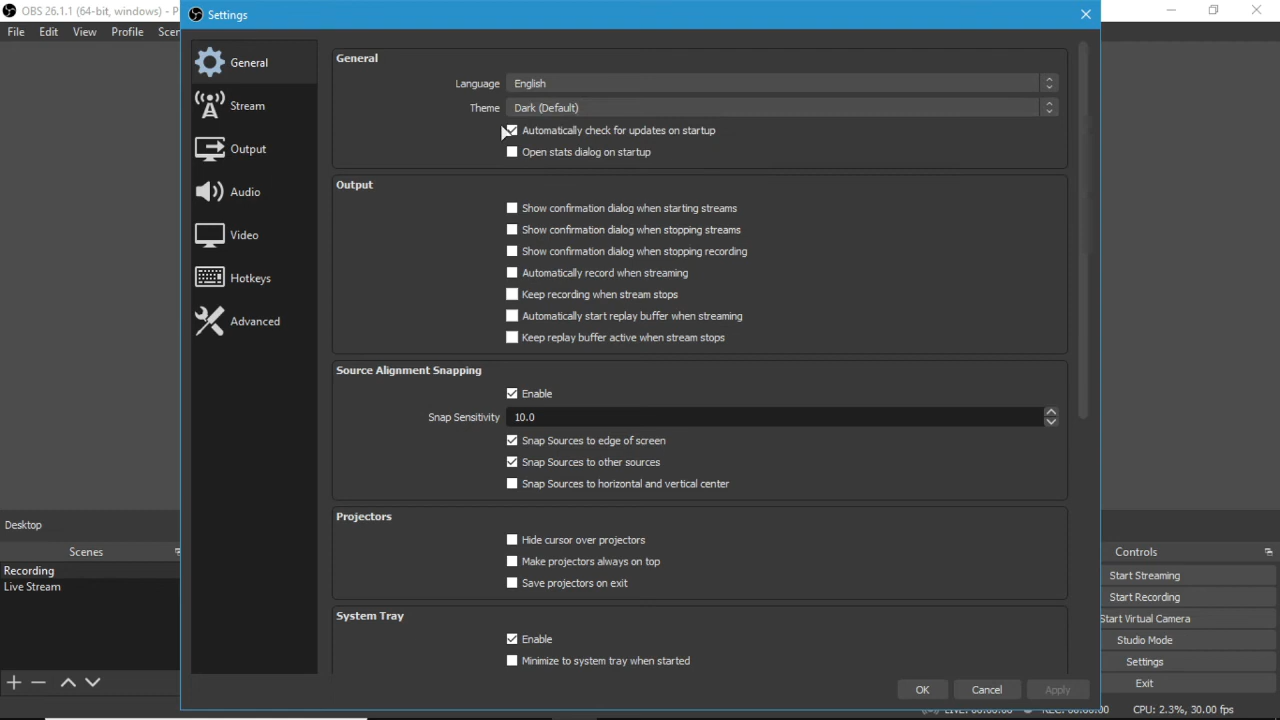 OBS 26.1.1 (64-bit, windows) - P
File Edit View Profile Scen
Settings
General
Stream
Output
Audio
Video
Hotkeys
Advanced
General
Language English
Theme Dark (Default)
Automatically check for updates on startup
Open stats dialog on startup
Output
Show confirmation dialog when starting streams
Show confirmation dialog when stopping streams
Show confirmation dialog when stopping recording
Automatically record when streaming
Keep recording when stream stops
Automatically start replay buffer when streaming
Keep replay buffer active when stream stops
Source Alignment Snapping
Enable
Snap Sensitivity 10.0
Snap Sources to edge of screen
Snap Sources to other sources
Snap Sources to horizontal and vertical center
Projectors
Hide cursor over projectors
Make projectors always on top
Save projectors on exit
System Tray
Enable
Minimize to system tray when started
OK Cancel Apply
Desktop
Scenes
Recording
Live Stream
Controls
Start Streaming
Start Recording
Start Virtual Camera
Studio Mode
Settings
Exit
CPU: 2.3%, 30.00 fps